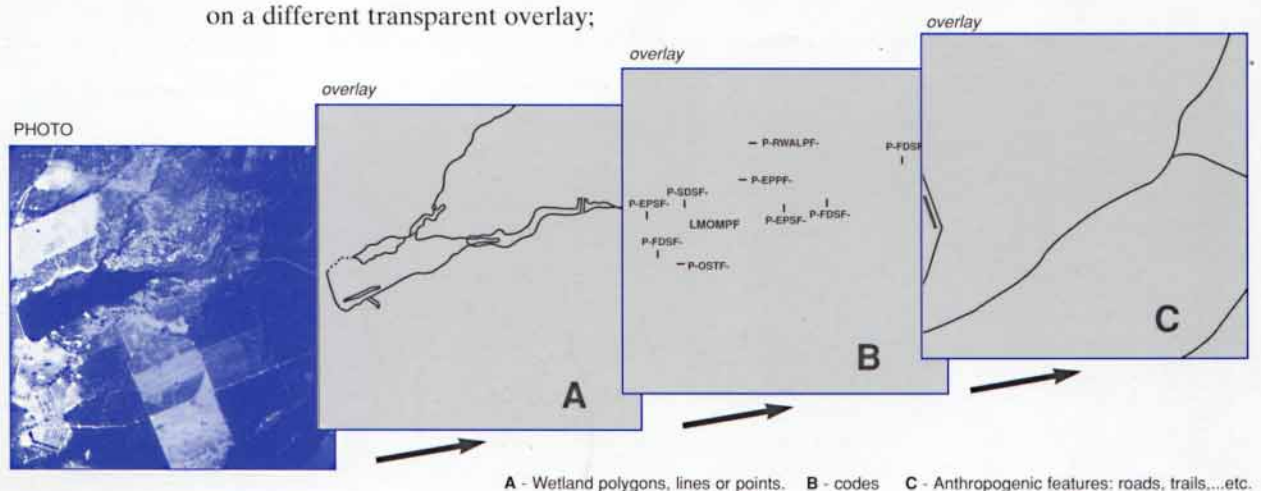 on a different transparent overlay;
overlay
overlay
overlay
PHOTO
P-RWALPF-
P-FDSF
P-EPPF-
P-SDSF-
P-EPSF-
P-EPSF-
P-FDSF-
LMOMPF
P-FDSF-
P-OSTF-
A
B
C
A - Wetland polygons, lines or points. B - codes C - Anthropogenic features: roads, trails,...etc.